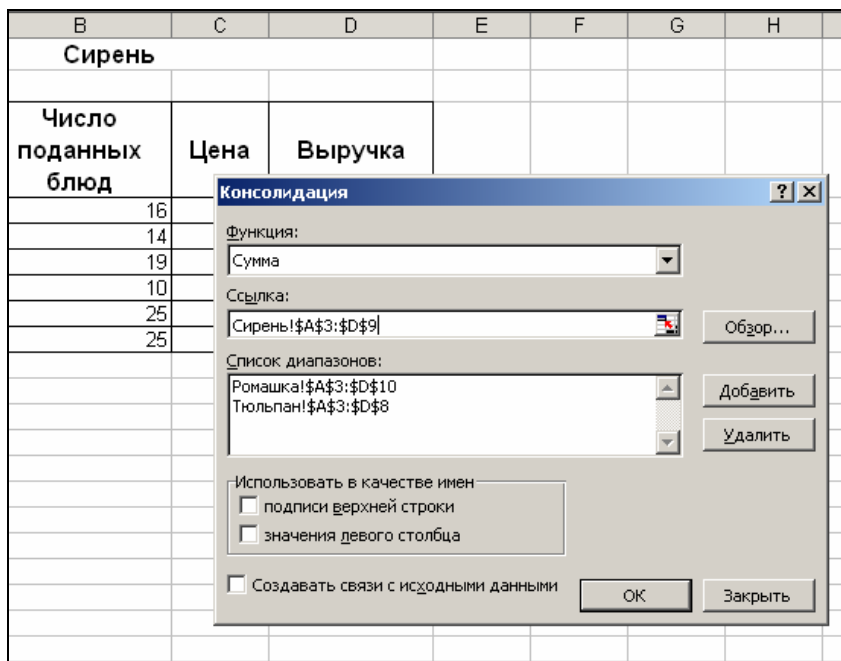 B C D E F G H
Сирень
Число
поданных
блюд
Цена
Выручка
16
14
19
10
25
25
Консолидация
Функция:
Сумма
Ссылка:
Сирень!$A$3:$D$9
Обзор...
Список диапазонов:
Ромашка!$A$3:$D$10
Тюльпан!$A$3:$D$8
Добавить
Удалить
Использовать в качестве имен
подписи верхней строки
значения левого столбца
Создавать связи с исходными данными
ОК
Закрыть